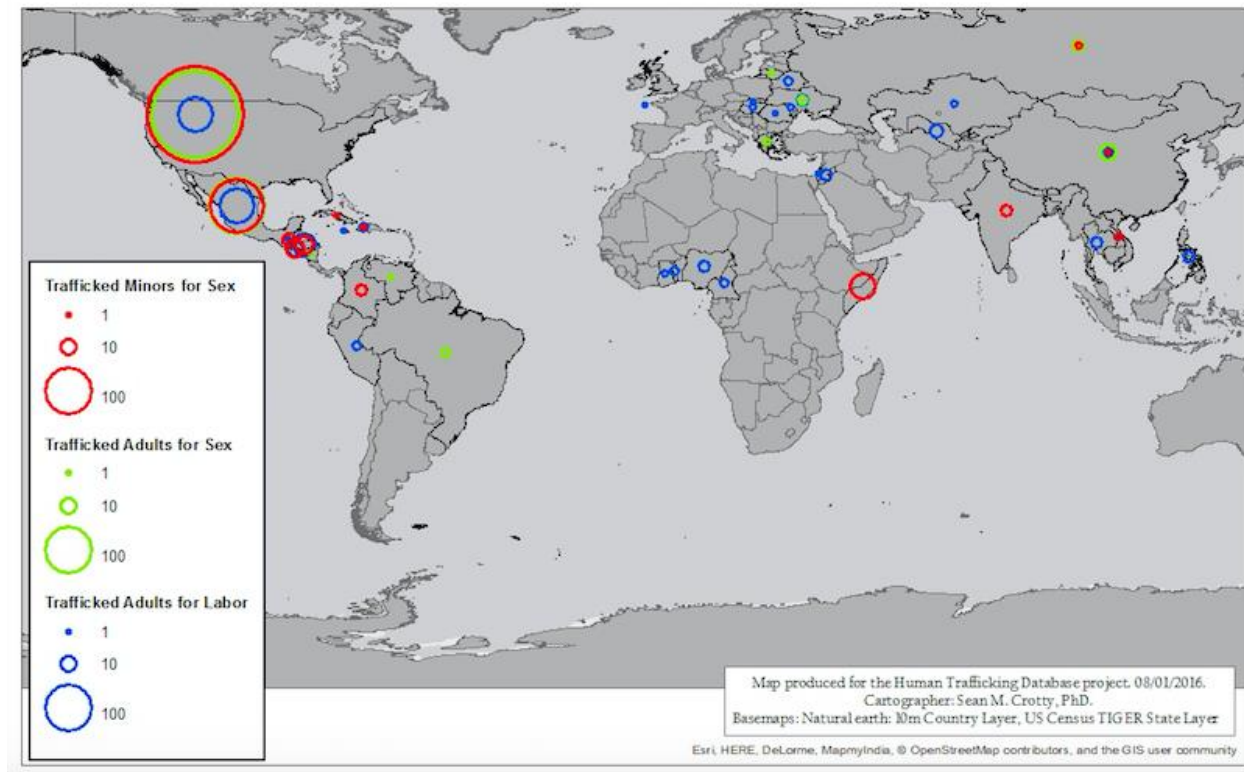 Trafficked Minors for Sex
1
10
100
Trafficked Adults for Sex
1
10
100
Trafficked Adults for Labor
1
10
100
Map produced for the Human Trafficking Database project. 08/01/2016.
Cartographer: Sean M. Crotty, PhD.
Basemaps: Natural earth: 10m Country Layer, US Census TIGER State Layer
Esri, HERE, DeLorme, MapmyIndia, © OpenStreetMap contributors, and the GIS user community